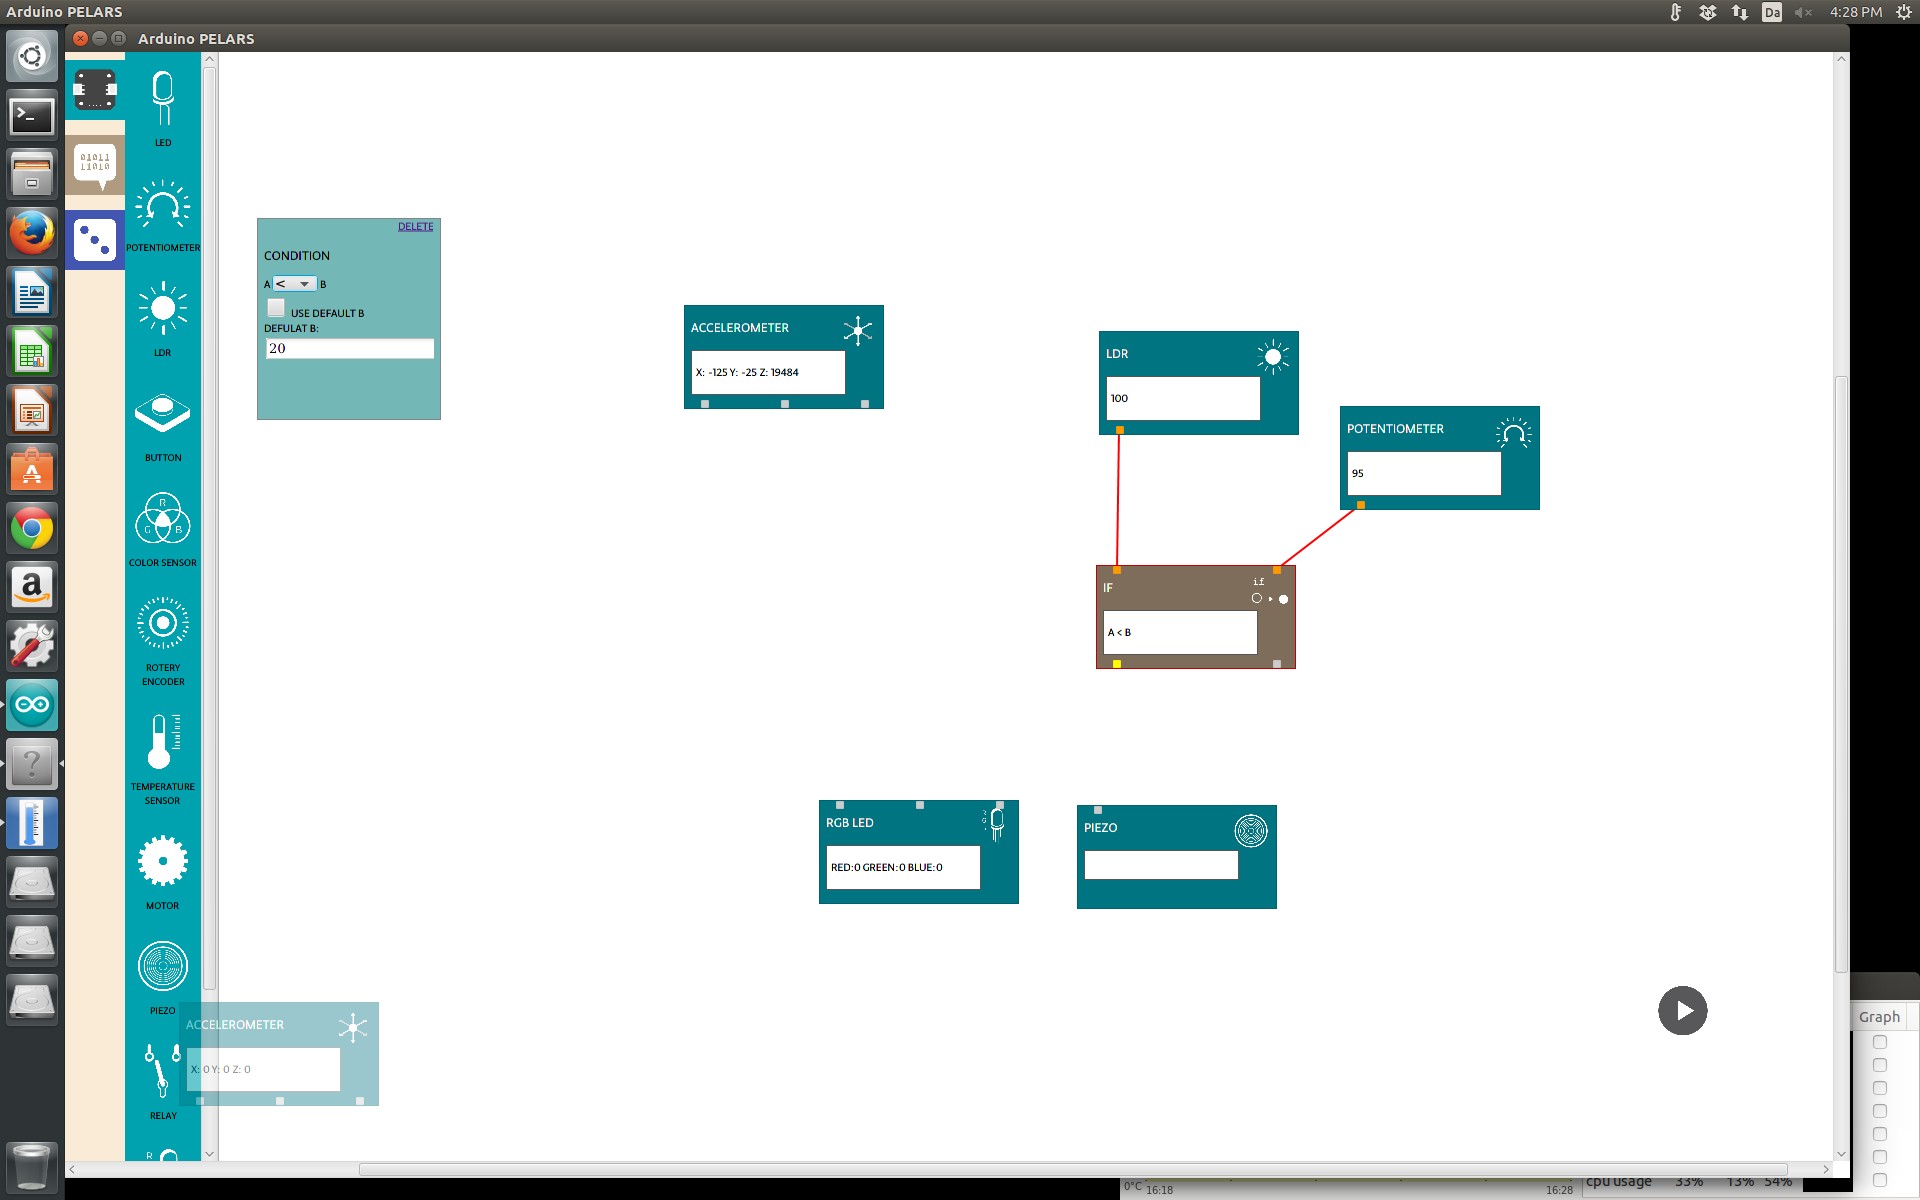 Arduino PELARS
Da
4:28 PM
Arduino PELARS
01011
11010
LED
POTENTIOMETER
LDR
BUTTON
R
G B
COLOR SENSOR
ROTERY
ENCODER
TEMPERATURE
SENSOR
MOTOR
PIEZO
RELAY
R
DELETE
CONDITION
A < B
USE DEFAULT B
DEFULAT B:
20
ACCELEROMETER
X: -125 Y: -25 Z: 19484
LDR
100
POTENTIOMETER
95
IF
if
A < B
RGB LED
RED:0 GREEN:0 BLUE:0
PIEZO
ACCELEROMETER
X: 0 Y: 0 Z: 0
Graph
0°C
16:18
16:28
cpu usage 33% 13% 54%